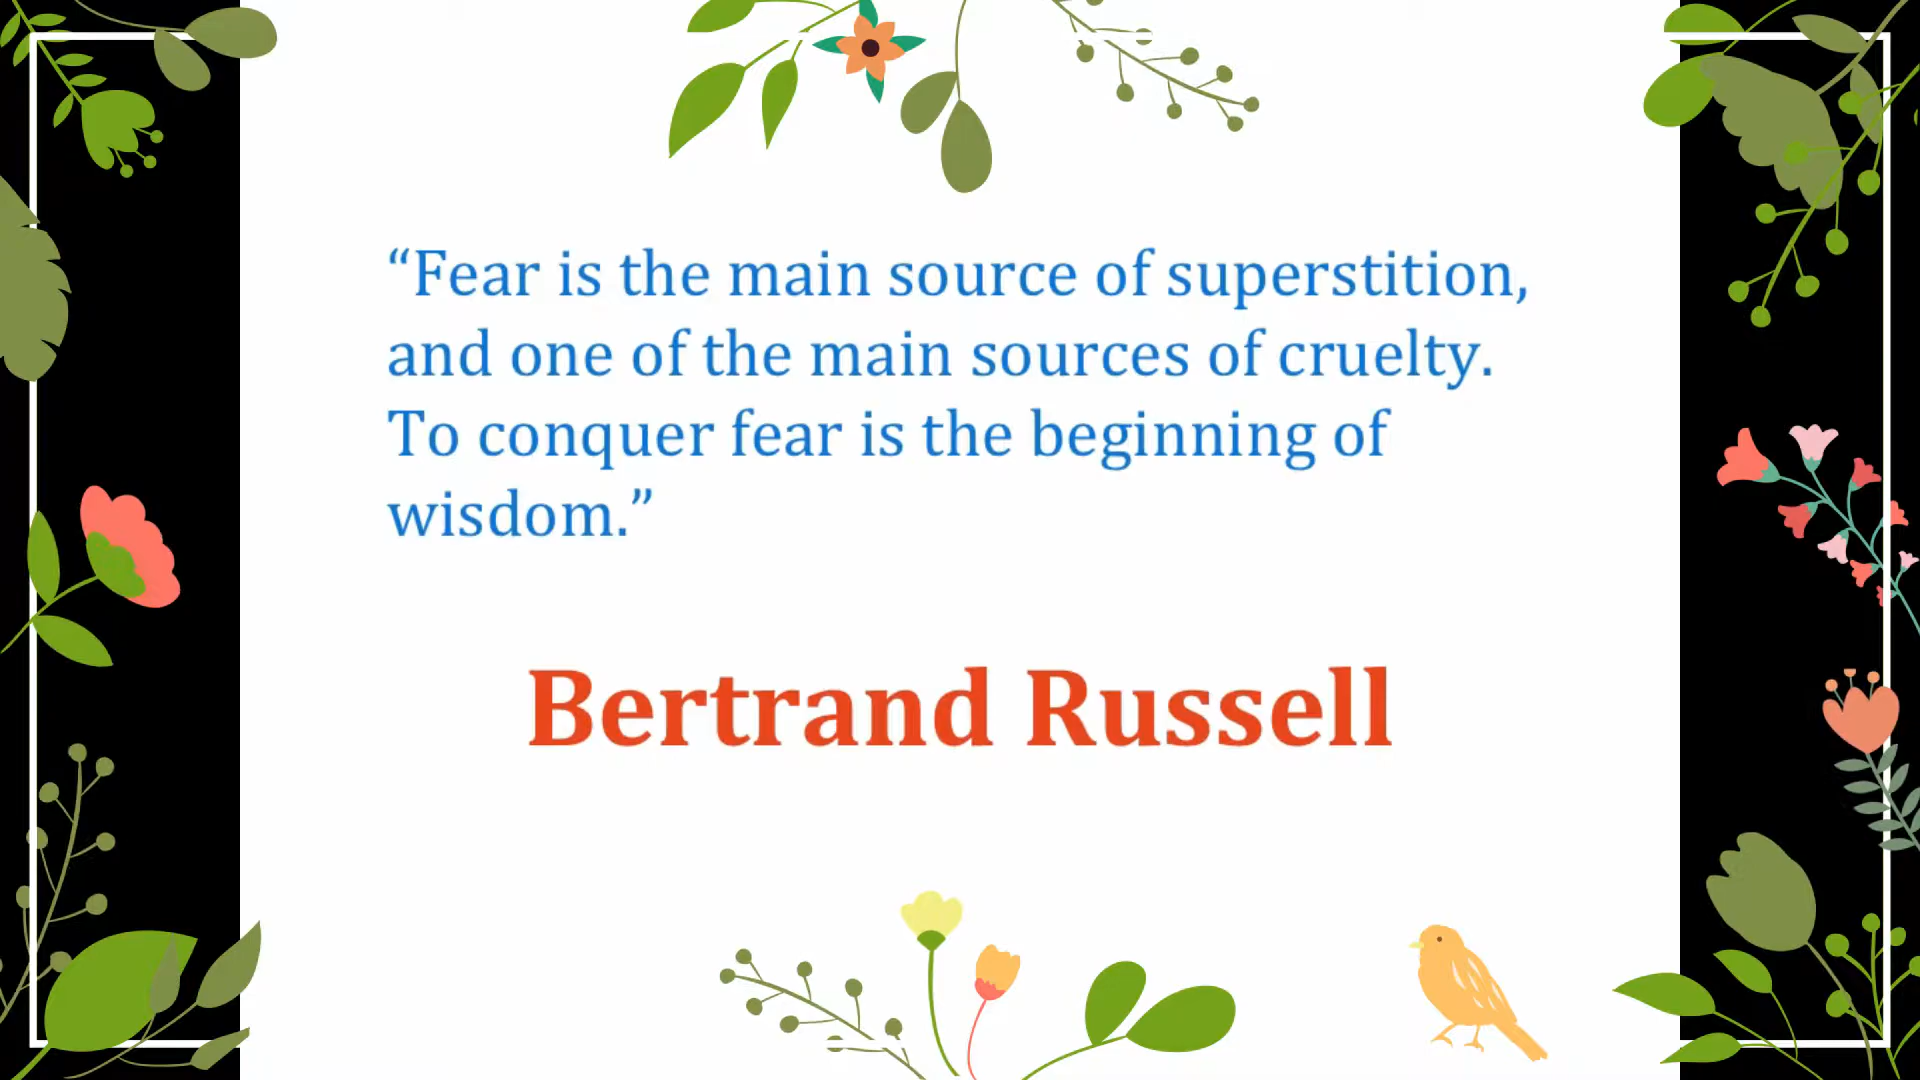 “Fear is the main source of superstition,
and one of the main sources of cruelty.
To conquer fear is the beginning of
wisdom.”
Bertrand Russell